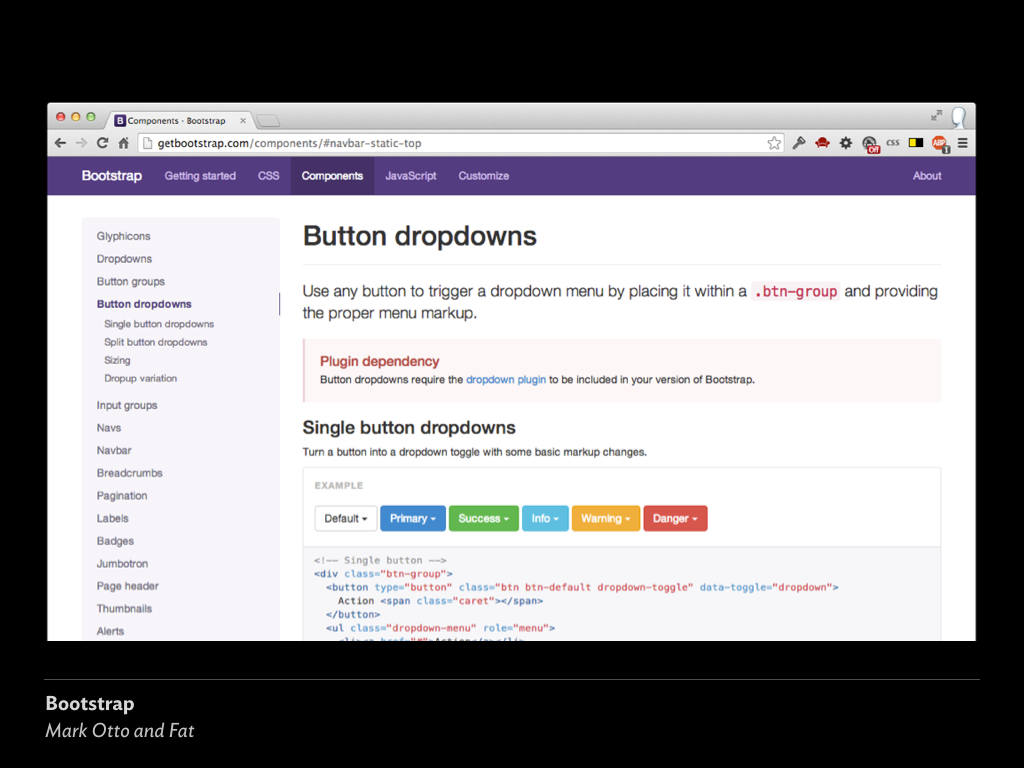 Components · Bootstrap
getbootstrap.com/components/#navbar-static-top
Off
CSS
ABP
1
Bootstrap
Getting started
CSS
Components
JavaScript
Customize
About
Glyphicons
Dropdowns
Button groups
Button dropdowns
Single button dropdowns
Split button dropdowns
Sizing
Dropup variation
Input groups
Navs
Navbar
Breadcrumbs
Pagination
Labels
Badges
Jumbotron
Page header
Thumbnails
Alerts
Button dropdowns
Use any button to trigger a dropdown menu by placing it within a .btn-group and providing
the proper menu markup.
Plugin dependency
Button dropdowns require the dropdown plugin to be included in your version of Bootstrap.
Single button dropdowns
Turn a button into a dropdown toggle with some basic markup changes.
EXAMPLE
Default
Primary
Success
Info
Warning
Danger
<!-- Single button -->
<div class="btn-group">
<button type="button" class="btn btn-default dropdown-toggle" data-toggle="dropdown">
Action <span class="caret"></span>
</button>
<ul class="dropdown-menu" role="menu">
Bootstrap
Mark Otto and Fat